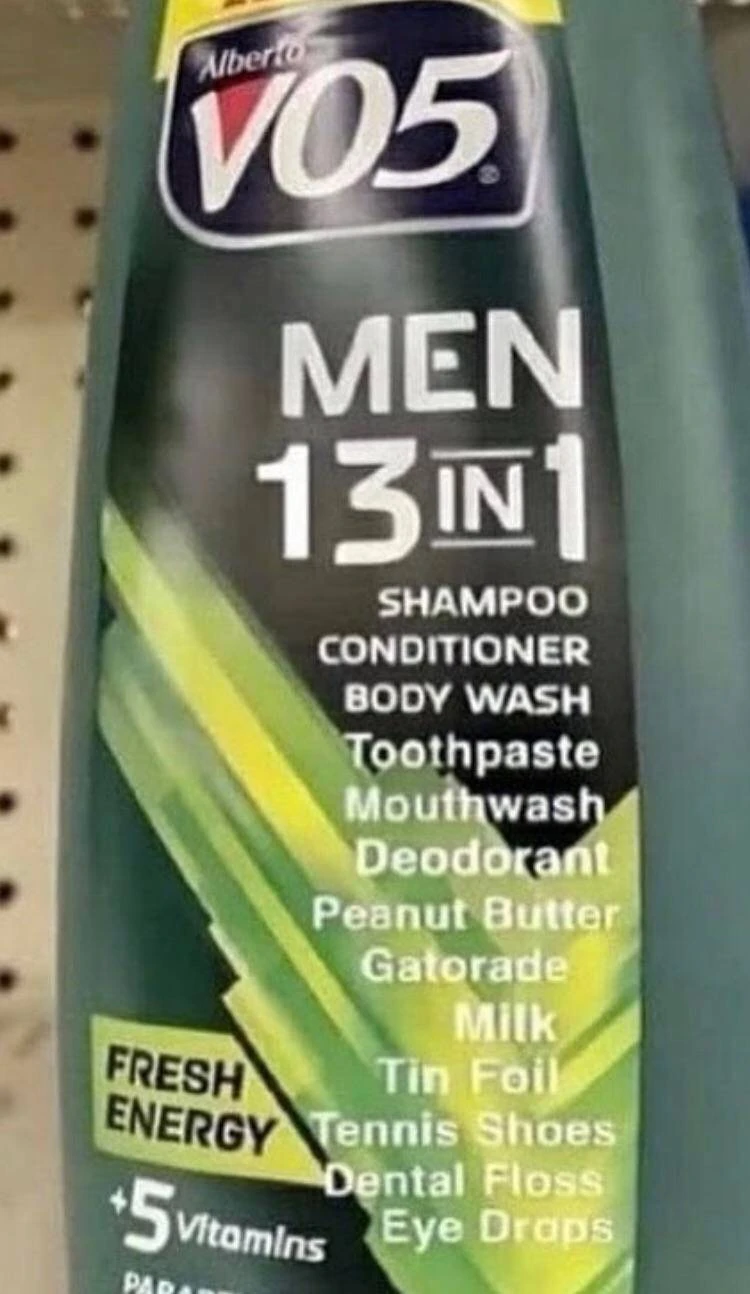 Alberto
VO5®
MEN
13 IN 1
SHAMPOO
CONDITIONER
BODY WASH
Toothpaste
Mouthwash
Deodorant
Peanut Butter
Gatorade
Milk
Tin Foil
Tennis Shoes
Dental Floss
Eye Drops
FRESH
ENERGY
+5 Vitamins